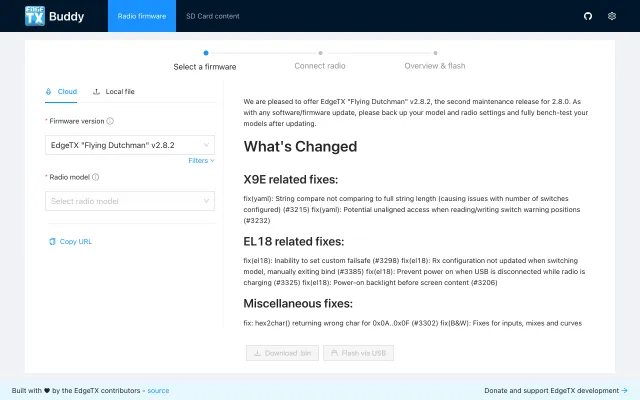 EDGE TX Buddy
Radio firmware
SD Card content
Select a firmware
Connect radio
Overview & flash
Cloud
Local file
* Firmware version
EdgeTX "Flying Dutchman" v2.8.2
Filters
* Radio model
Select radio model
Copy URL
We are pleased to offer EdgeTX "Flying Dutchman" v2.8.2, the second maintenance release for 2.8.0. As
with any software/firmware update, please back up your model and radio settings and fully bench-test your
models after updating.
What's Changed
X9E related fixes:
fix(yaml): String compare not comparing to full string length (causing issues with number of switches
configured) (#3215) fix(yaml): Potential unaligned access when reading/writing switch warning positions
(#3232)
EL18 related fixes:
fix(el18): Inability to set custom failsafe (#3298) fix(el18): Rx configuration not updated when switching
model, manually exiting bind (#3385) fix(el18): Prevent power on when USB is disconnected while radio is
charging (#3325) fix(el18): Power-on backlight before screen content (#3206)
Miscellaneous fixes:
fix: hex2char() returning wrong char for 0x0A..0x0F (#3302) fix(B&W): Fixes for inputs, mixes and curves
Download .bin
Flash via USB
Built with ♥ by the EdgeTX contributors - source
Donate and support EdgeTX development →